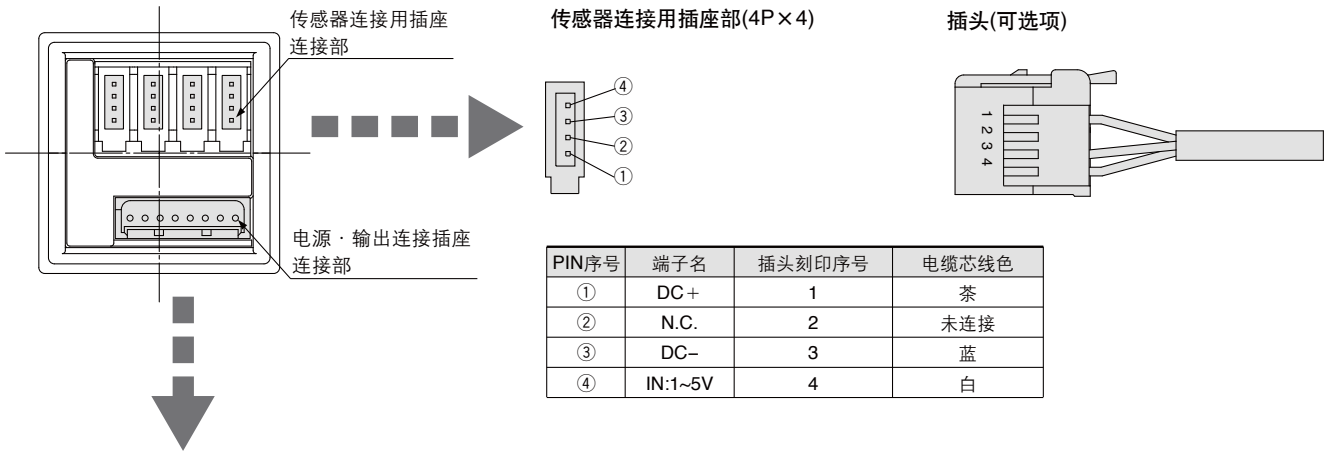 传感器连接用插座
连接部
电源·输出连接插座
连接部
传感器连接用插座部(4P×4)
④
③
②
①
插头(可选项)
1
2
3
4
PIN序号 端子名 插头刻印序号 电缆芯线色
① DC+ 1 茶
② N.C. 2 未连接
③ DC− 3 蓝
④ IN:1~5V 4 白